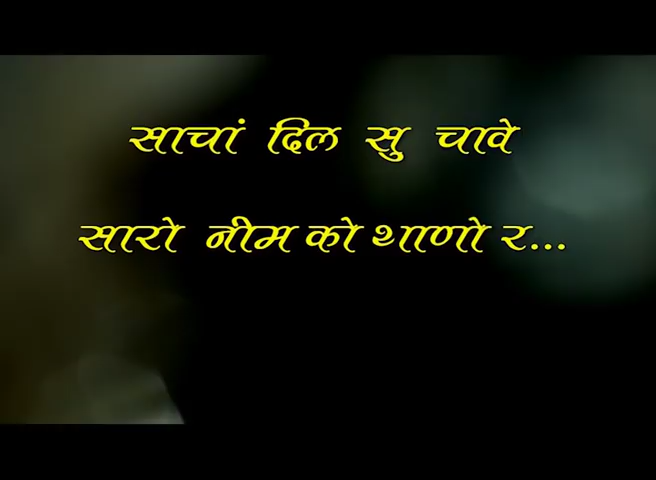 साचां दिल सु चावे
सारो नीम को थाणो र...